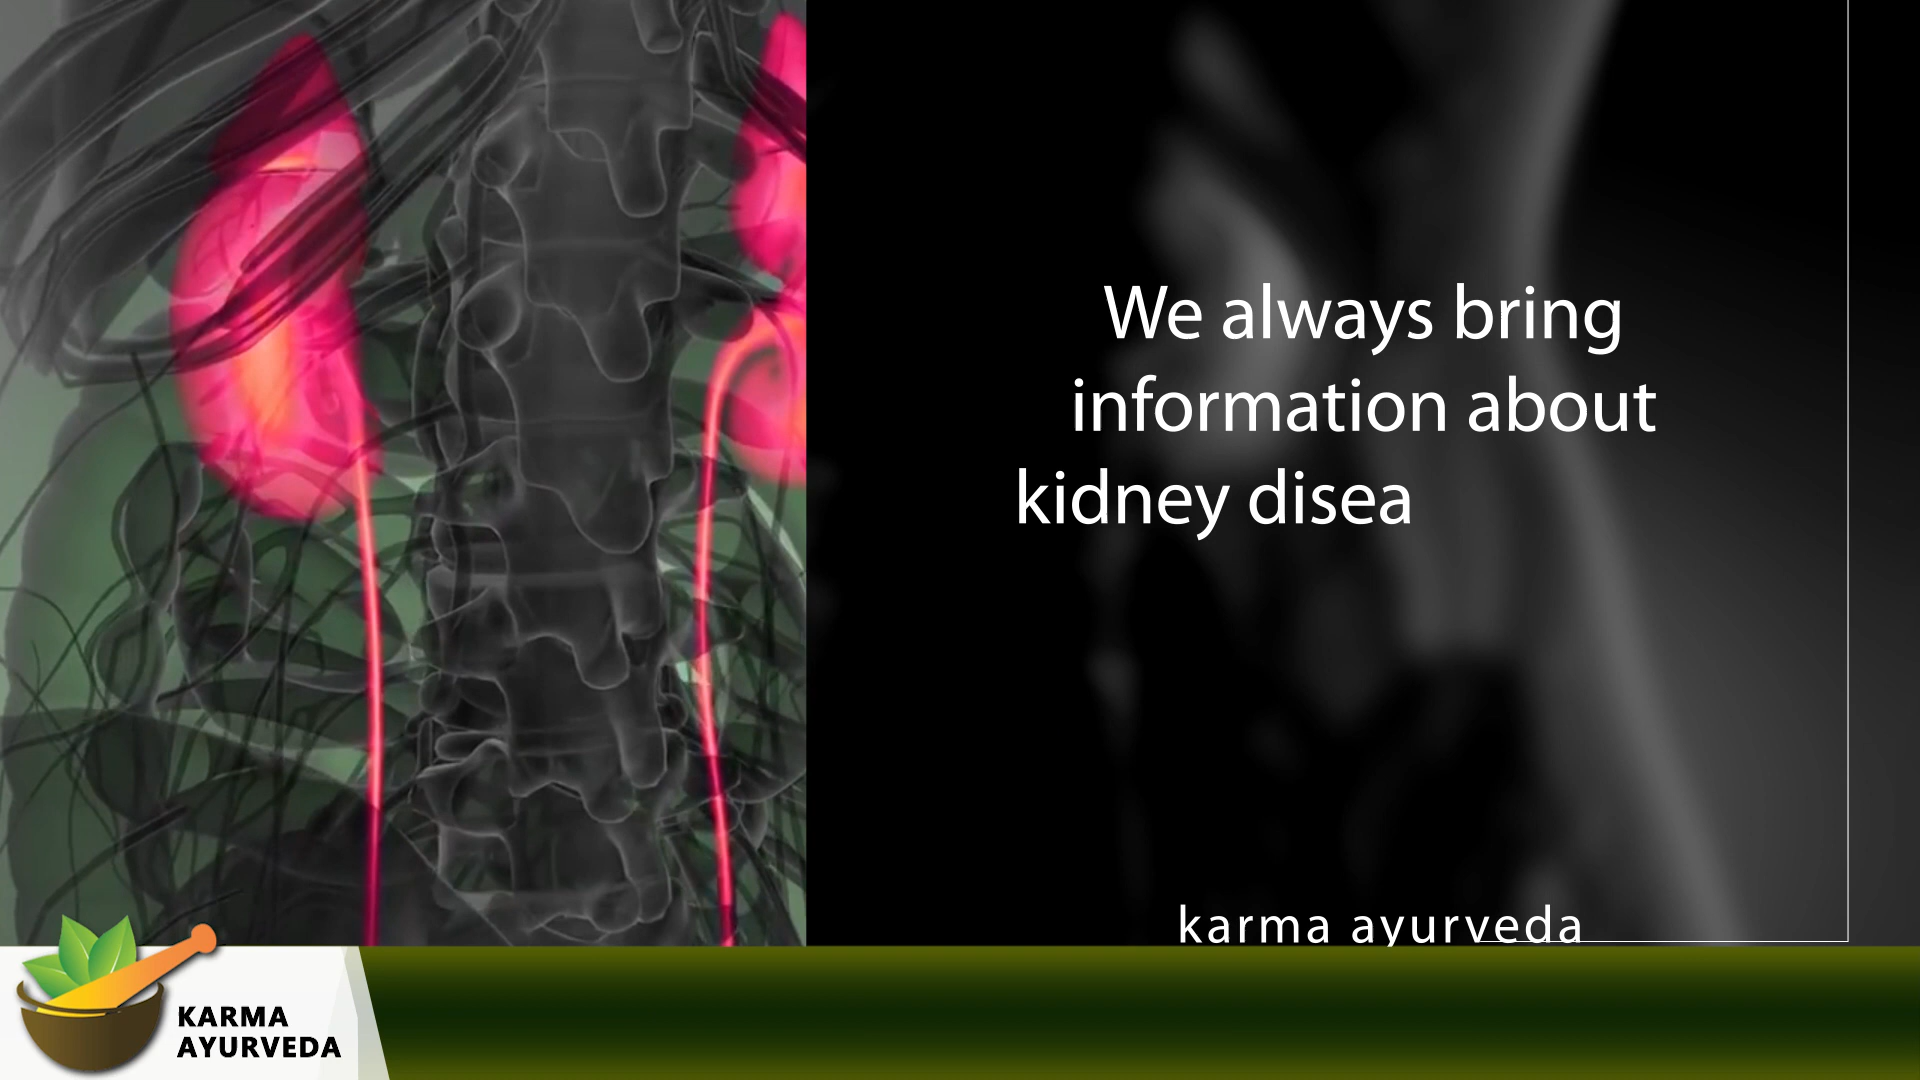 We always bring
information about
kidney disea
karma ayurveda
KARMA
AYURVEDA